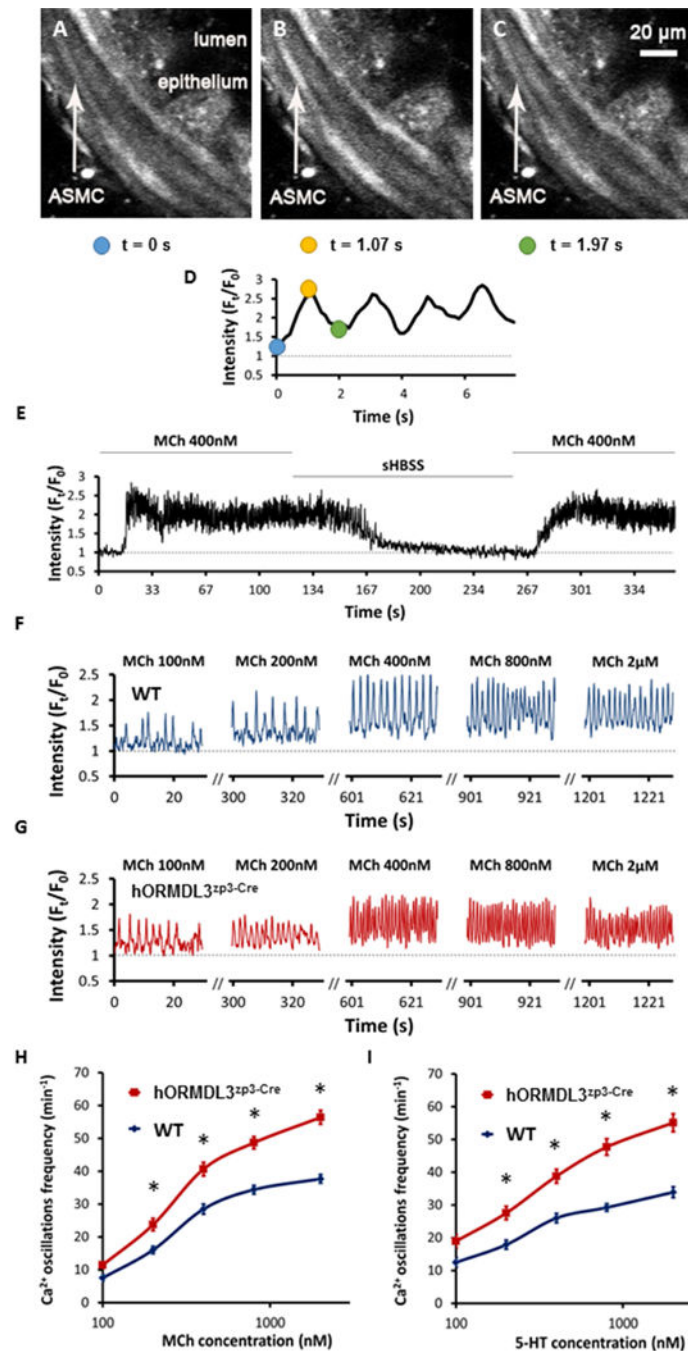 A B C
lumen
epithelium
20 µm
ASMC ASMC ASMC
t = 0 s t = 1.07 s t = 1.97 s
D
Intensity (Ft/F0)
3
2.5
2
1.5
1
0.5
0 2 4 6
Time (s)
E
MCh 400nM MCh 400nM
sHBSS
Intensity (Ft/F0)
3
2.5
2
1.5
1
0.5
0 33 67 100 134 167 200 234 267 301 334
Time (s)
F
MCh 100nM MCh 200nM MCh 400nM MCh 800nM MCh 2µM
WT
Intensity (Ft/F0)
2.5
2
1.5
1
0.5
0 20 // 300 320 // 601 621 // 901 921 // 1201 1221
Time (s)
G
MCh 100nM MCh 200nM MCh 400nM MCh 800nM MCh 2µM
hORMDL3zp3-Cre
Intensity (Ft/F0)
2.5
2
1.5
1
0.5
0 20 // 300 320 // 601 621 // 901 921 // 1201 1221
Time (s)
H
Ca2+ oscillations frequency (min-1)
70
60
50
40
30
20
10
0
hORMDL3zp3-Cre
WT
* * * *
100 1000
MCh concentration (nM)
I
Ca2+ oscillations frequency (min-1)
70
60
50
40
30
20
10
0
hORMDL3zp3-Cre
WT
* * * *
100 1000
5-HT concentration (nM)